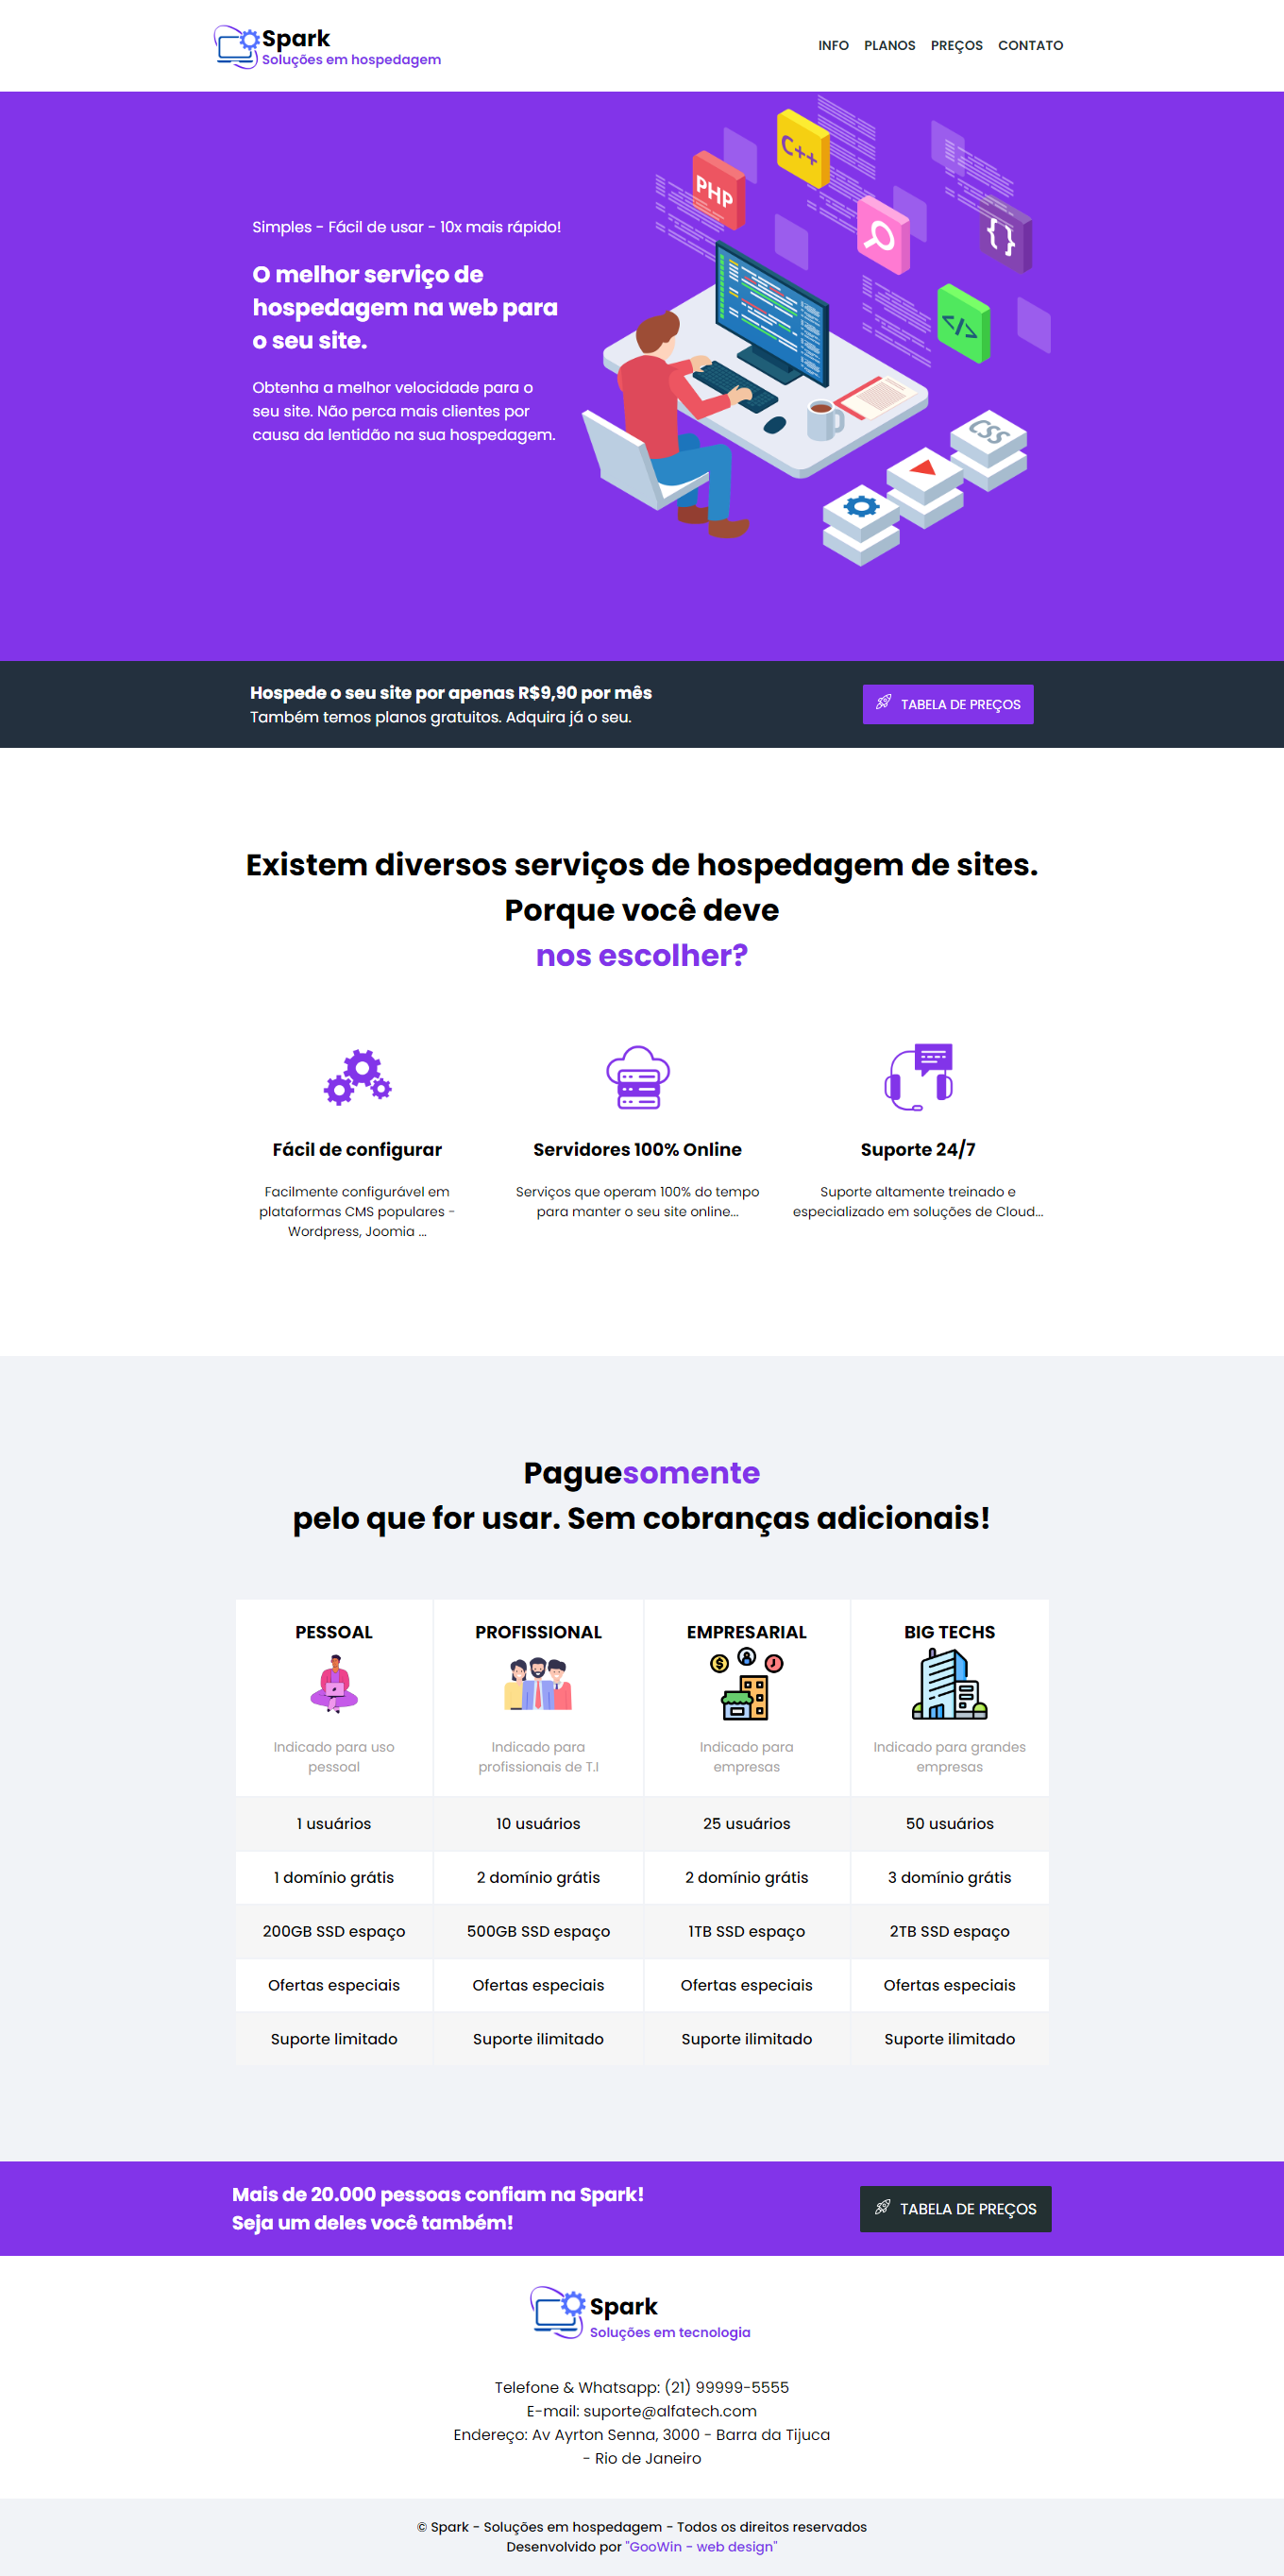 Spark
Soluções em hospedagem
INFO PLANOS PREÇOS CONTATO
Simples - Fácil de usar - 10x mais rápido!
O melhor serviço de
hospedagem na web para
o seu site.
Obtenha a melhor velocidade para o
seu site. Não perca mais clientes por
causa da lentidão na sua hospedagem.
C++
PHP
{ }
</>
CSS
Hospede o seu site por apenas R$9,90 por mês
Também temos planos gratuitos. Adquira já o seu.
TABELA DE PREÇOS
Existem diversos serviços de hospedagem de sites.
Porque você deve
nos escolher?
Fácil de configurar
Facilmente configurável em
plataformas CMS populares -
Wordpress, Joomia ...
Servidores 100% Online
Serviços que operam 100% do tempo
para manter o seu site online...
Suporte 24/7
Suporte altamente treinado e
especializado em soluções de Cloud...
Paguesomente
pelo que for usar. Sem cobranças adicionais!
PESSOAL PROFISSIONAL EMPRESARIAL BIG TECHS
Indicado para uso
pessoal
Indicado para
profissionais de T.I
Indicado para
empresas
Indicado para grandes
empresas
1 usuários 10 usuários 25 usuários 50 usuários
1 domínio grátis 2 domínio grátis 2 domínio grátis 3 domínio grátis
200GB SSD espaço 500GB SSD espaço 1TB SSD espaço 2TB SSD espaço
Ofertas especiais Ofertas especiais Ofertas especiais Ofertas especiais
Suporte limitado Suporte ilimitado Suporte ilimitado Suporte ilimitado
Mais de 20.000 pessoas confiam na Spark!
Seja um deles você também!
TABELA DE PREÇOS
Spark
Soluções em tecnologia
Telefone & Whatsapp: (21) 99999-5555
E-mail: suporte@alfatech.com
Endereço: Av Ayrton Senna, 3000 - Barra da Tijuca
- Rio de Janeiro
© Spark - Soluções em hospedagem - Todos os direitos reservados
Desenvolvido por "GooWin - web design"